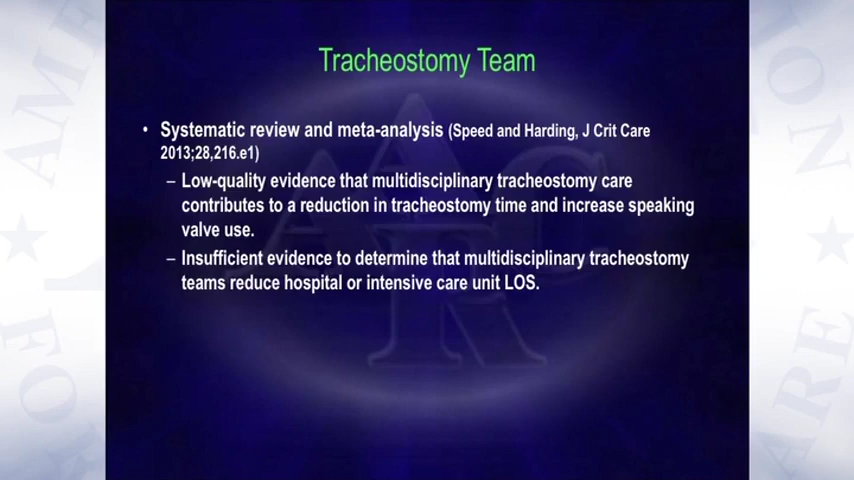 Tracheostomy Team
• Systematic review and meta-analysis (Speed and Harding, J Crit Care
2013;28,216.e1)
– Low-quality evidence that multidisciplinary tracheostomy care
contributes to a reduction in tracheostomy time and increase speaking
valve use.
– Insufficient evidence to determine that multidisciplinary tracheostomy
teams reduce hospital or intensive care unit LOS.